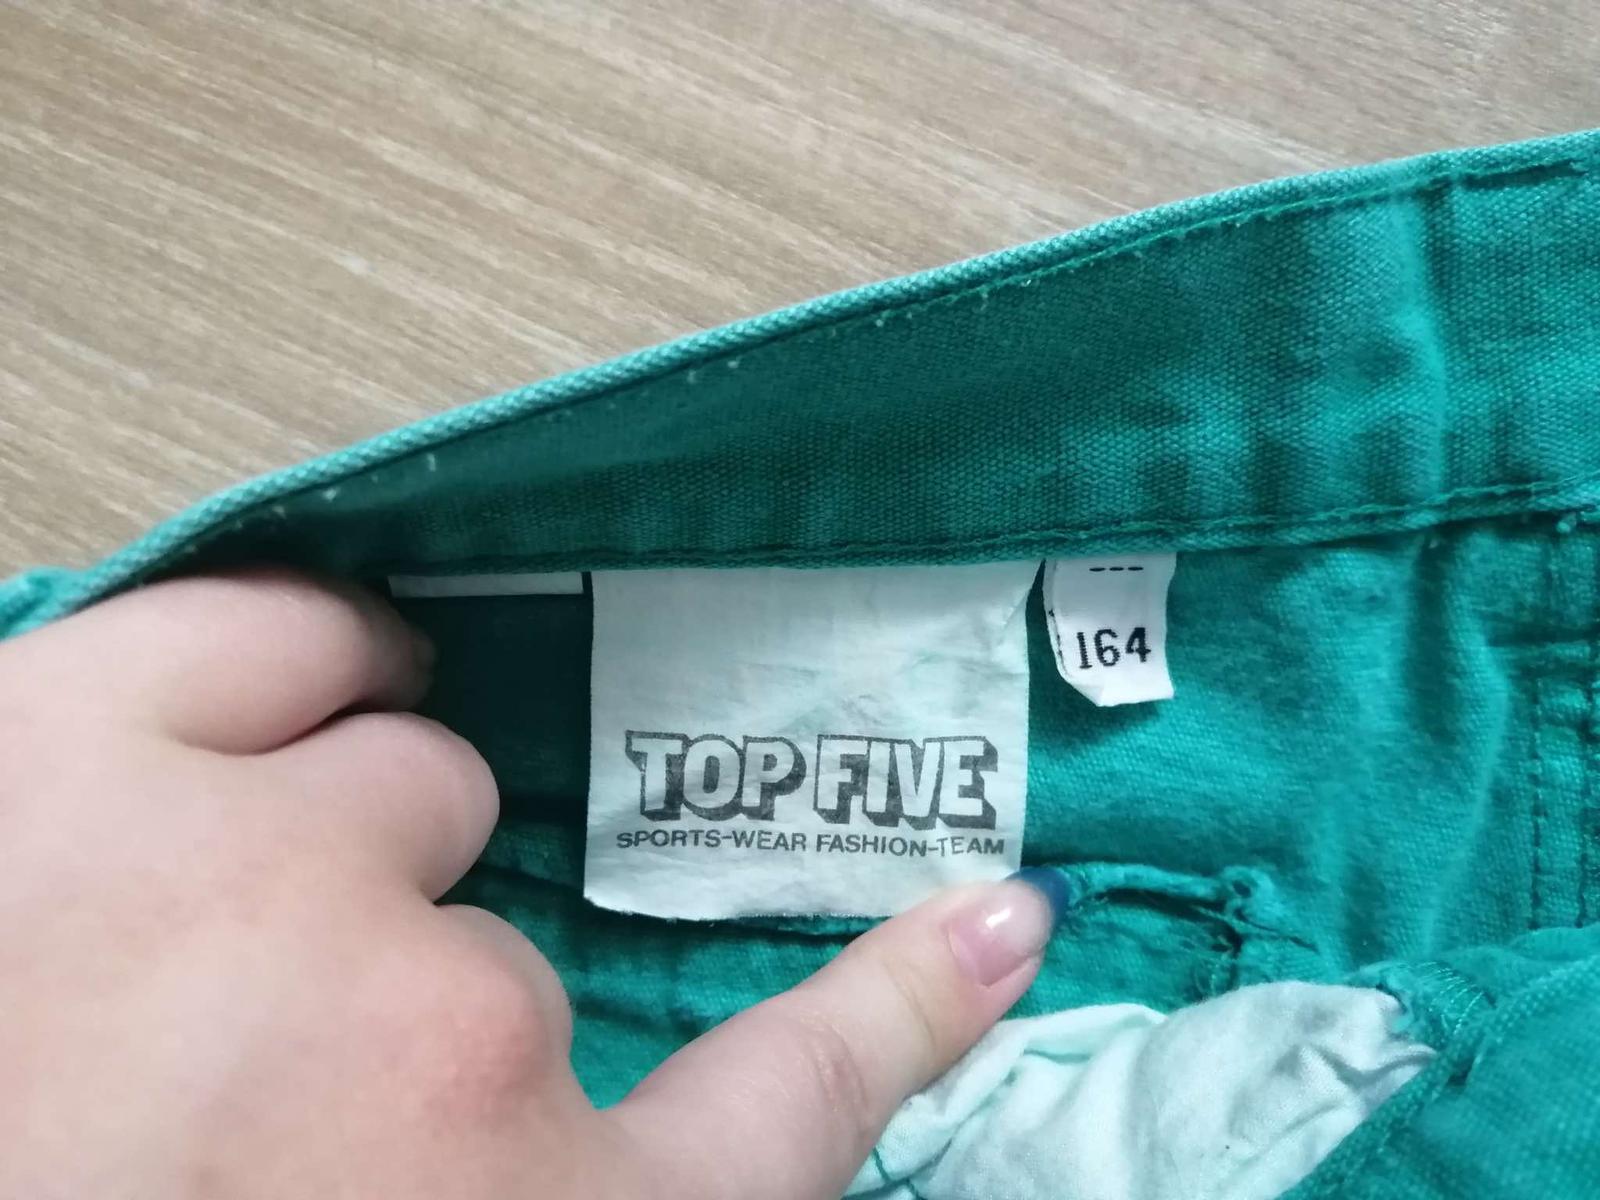 TOP FIVE
SPORTS-WEAR FASHION-TEAM
---
164